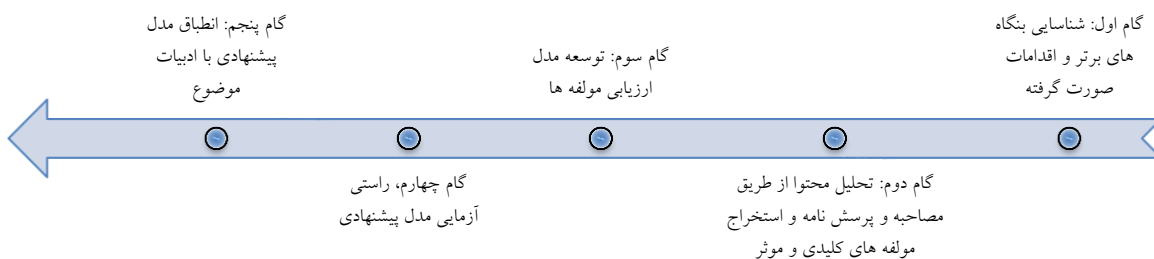 گام اول: شناسایی بنگاه
های برتر و اقدامات
صورت گرفته
گام دوم: تحلیل محتوا از طریق
مصاحبه و پرسش نامه و استخراج
مولفه های کلیدی و موثر
گام سوم: توسعه مدل
ارزیابی مولفه ها
گام چهارم، راستی
آزمایی مدل پیشنهادی
گام پنجم: انطباق مدل
پیشنهادی با ادبیات
موضوع